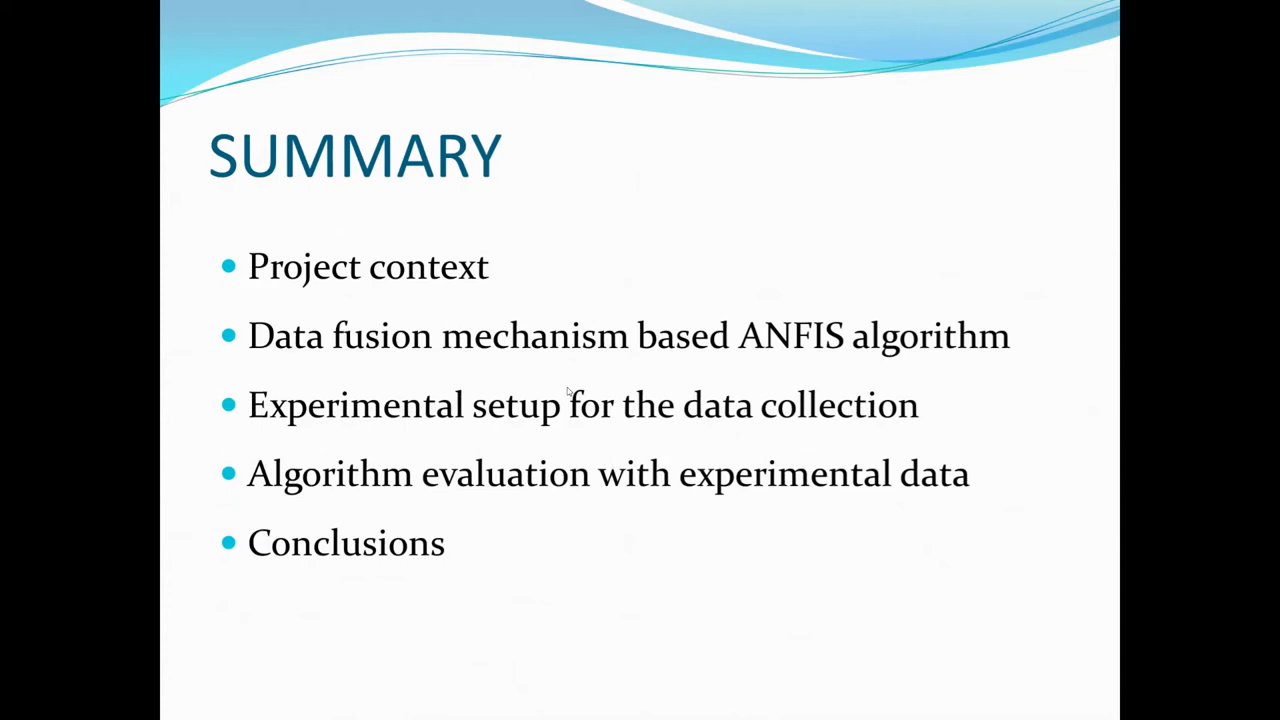 SUMMARY
Project context
Data fusion mechanism based ANFIS algorithm
Experimental setup for the data collection
Algorithm evaluation with experimental data
Conclusions